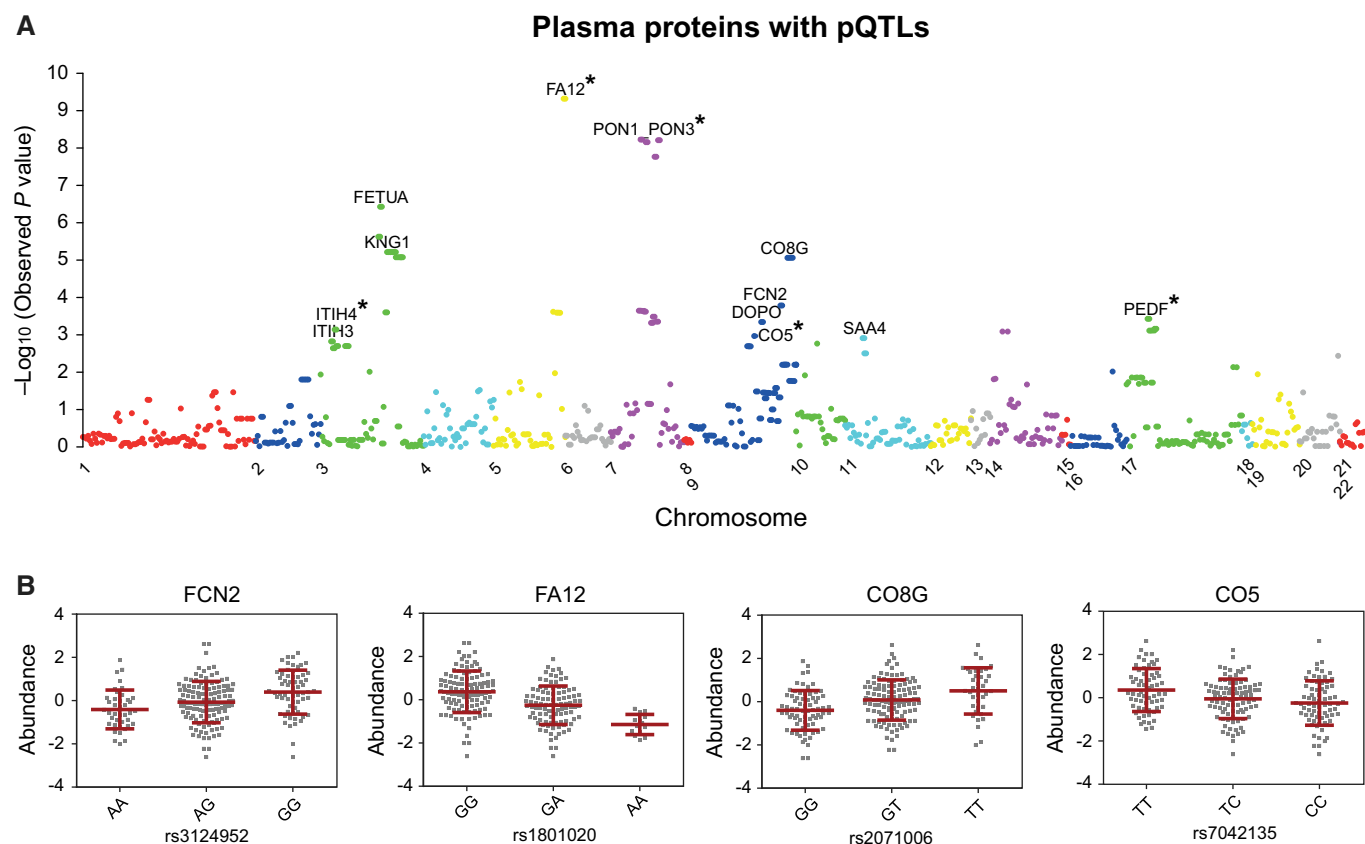 A
Plasma proteins with pQTLs
–Log10 (Observed P value)
10
9
8
7
6
5
4
3
2
1
0
FA12*
PON1_PON3*
FETUA
KNG1
CO8G
FCN2
ITIH4*
DOPO
PEDF*
ITIH3
CO5*
SAA4
1 2 3 4 5 6 7 8 9 10 11 12 13 14 15 16 17 18 19 20 21 22
Chromosome
B
FCN2
Abundance
4
2
0
-2
-4
AA AG GG
rs3124952
FA12
Abundance
4
2
0
-2
-4
GG GA AA
rs1801020
CO8G
Abundance
4
2
0
-2
-4
GG GT TT
rs2071006
CO5
Abundance
4
2
0
-2
-4
TT TC CC
rs7042135